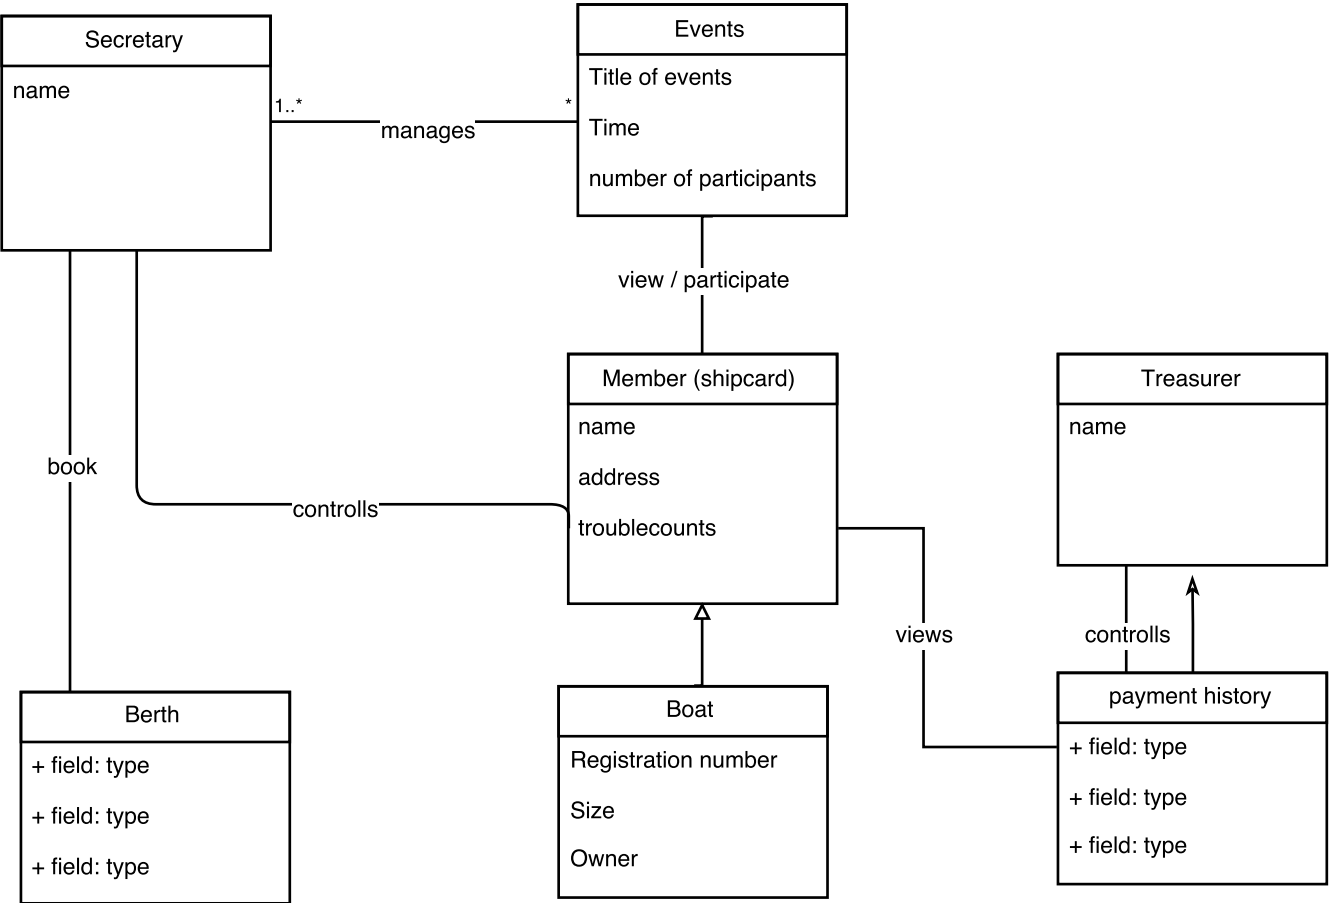 Secretary
name
Events
Title of events
Time
number of participants
1..*
*
manages
view / participate
Member (shipcard)
name
address
troublecounts
Treasurer
name
book
controlls
views
controlls
Berth
+ field: type
+ field: type
+ field: type
Boat
Registration number
Size
Owner
payment history
+ field: type
+ field: type
+ field: type